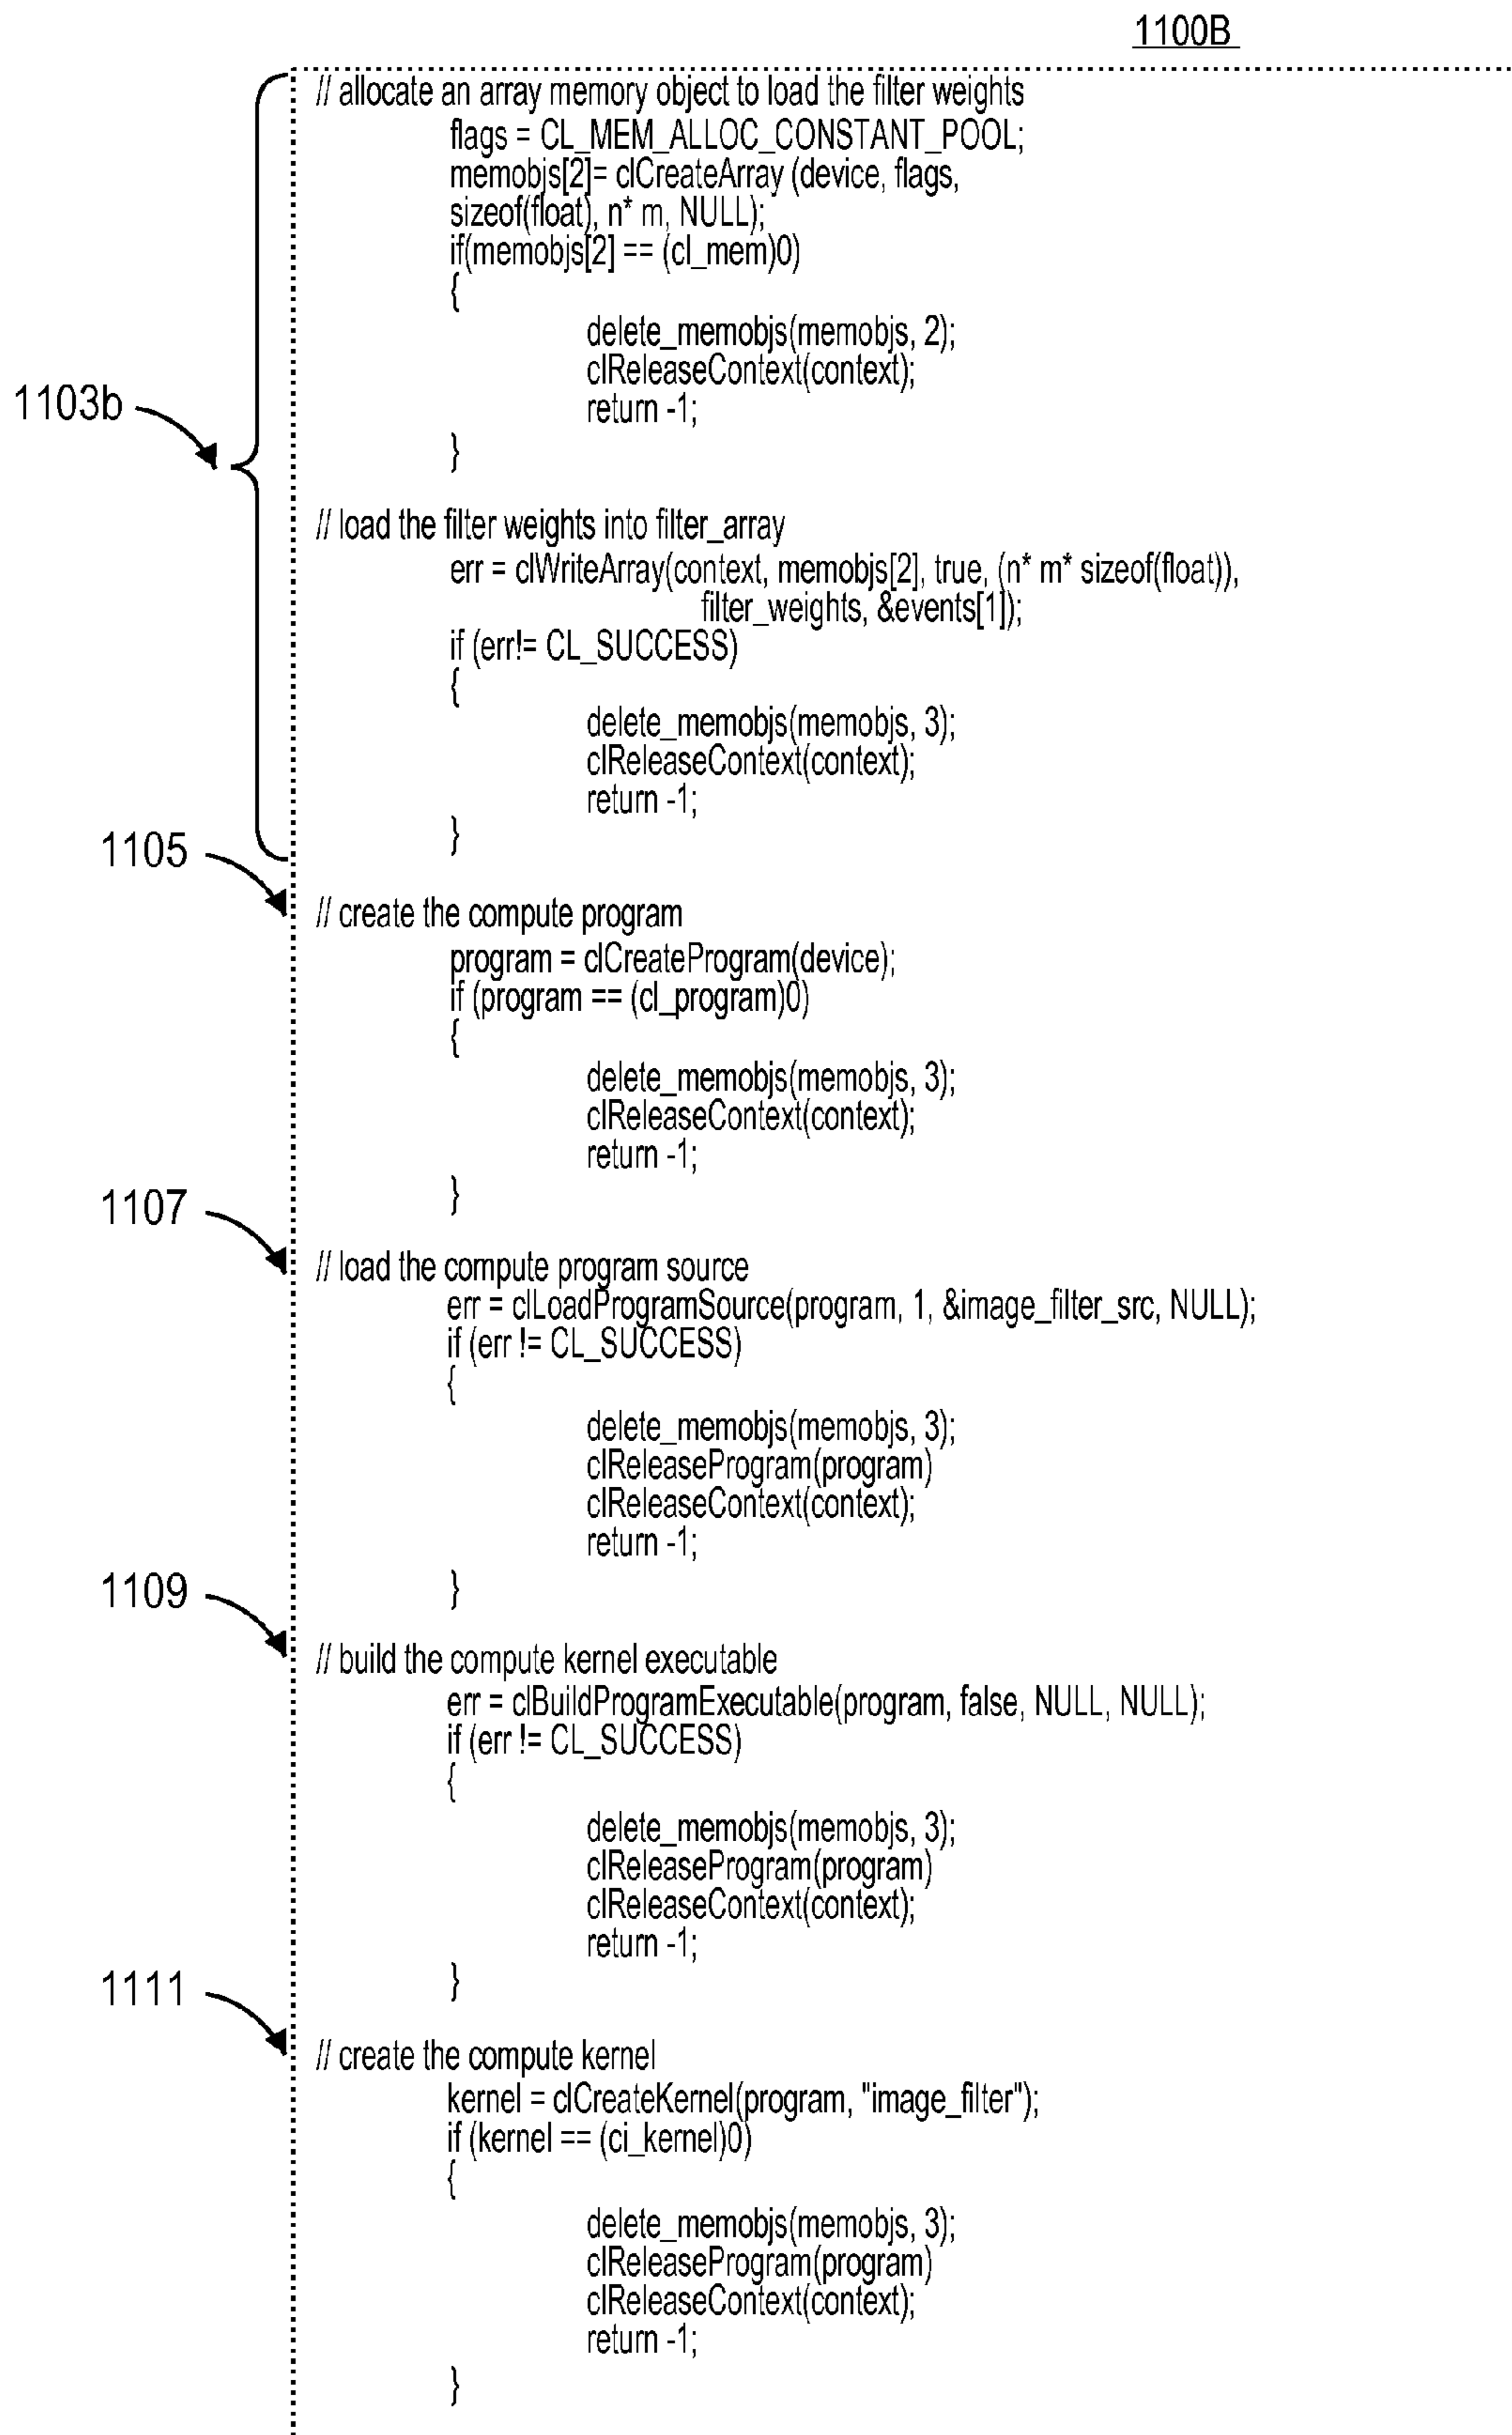 1100B
// allocate an array memory object to load the filter weights
flags = CL_MEM_ALLOC_CONSTANT_POOL;
memobjs[2]= clCreateArray (device, flags,
sizeof(float), n* m, NULL);
if(memobjs[2] == (cl_mem)0)
{
delete_memobjs(memobjs, 2);
clReleaseContext(context);
return -1;
}
1103b
// load the filter weights into filter_array
err = clWriteArray(context, memobjs[2], true, (n* m* sizeof(float)),
filter_weights, &events[1]);
if (err!= CL_SUCCESS)
{
delete_memobjs(memobjs, 3);
clReleaseContext(context);
return -1;
}
1105
// create the compute program
program = clCreateProgram(device);
if (program == (cl_program)0)
{
delete_memobjs(memobjs, 3);
clReleaseContext(context);
return -1;
}
1107
// load the compute program source
err = clLoadProgramSource(program, 1, &image_filter_src, NULL);
if (err != CL_SUCCESS)
{
delete_memobjs(memobjs, 3);
clReleaseProgram(program)
clReleaseContext(context);
return -1;
}
1109
// build the compute kernel executable
err = clBuildProgramExecutable(program, false, NULL, NULL);
if (err != CL_SUCCESS)
{
delete_memobjs(memobjs, 3);
clReleaseProgram(program)
clReleaseContext(context);
return -1;
}
1111
// create the compute kernel
kernel = clCreateKernel(program, "image_filter");
if (kernel == (ci_kernel)0)
{
delete_memobjs(memobjs, 3);
clReleaseProgram(program)
clReleaseContext(context);
return -1;
}